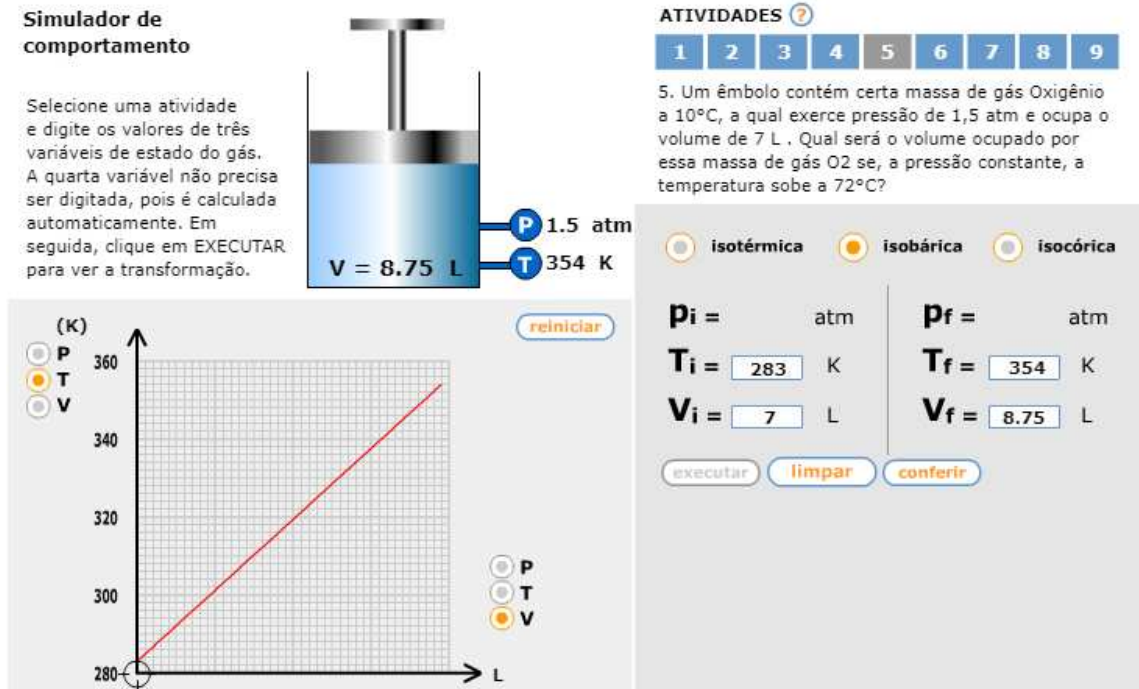 Simulador de
comportamento
Selecione uma atividade
e digite os valores de três
variáveis de estado do gás.
A quarta variável não precisa
ser digitada, pois é calculada
automaticamente. Em
seguida, clique em EXECUTAR
para ver a transformação.
P 1.5 atm
T 354 K
V = 8.75 L
ATIVIDADES ?
1 2 3 4 5 6 7 8 9
5. Um êmbolo contém certa massa de gás Oxigênio
a 10°C, a qual exerce pressão de 1,5 atm e ocupa o
volume de 7 L . Qual será o volume ocupado por
essa massa de gás O2 se, a pressão constante, a
temperatura sobe a 72°C?
isotérmica isobárica isocórica
pi = atm pf = atm
Ti = 283 K Tf = 354 K
Vi = 7 L Vf = 8.75 L
executar limpar conferir
(K)
reiniciar
P
T
V
360
340
320
300
280
P
T
V
L